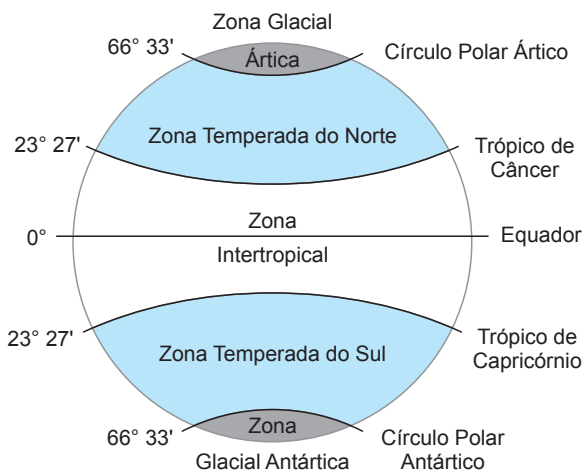 Zona Glacial
66° 33'
Ártica
Círculo Polar Ártico
Zona Temperada do Norte
23° 27'
Trópico de
Câncer
Zona
0°
Equador
Intertropical
23° 27'
Zona Temperada do Sul
Trópico de
Capricórnio
Zona
66° 33'
Círculo Polar
Antártico
Glacial Antártica